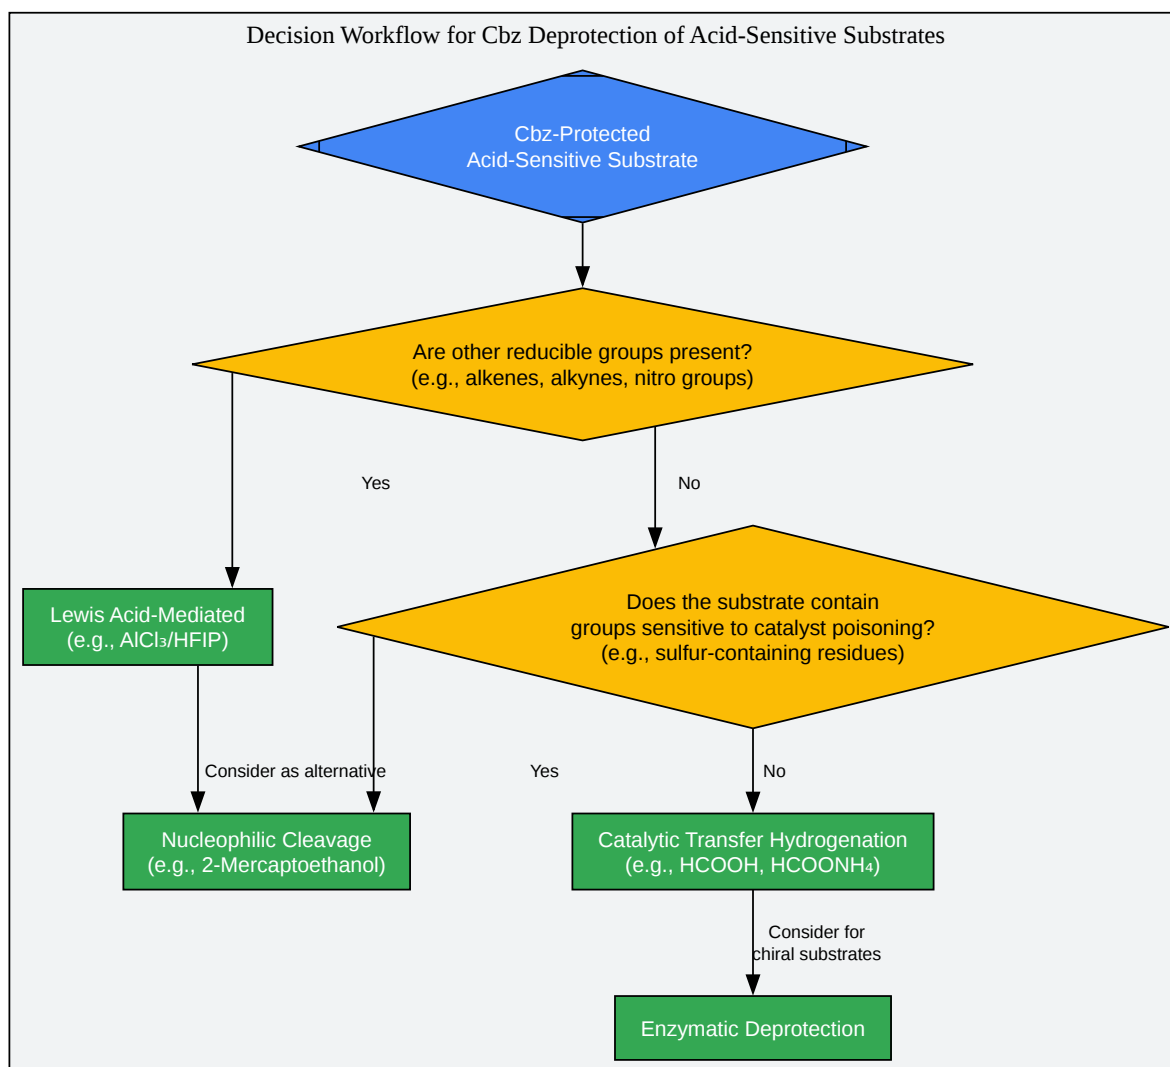 Decision Workflow for Cbz Deprotection of Acid-Sensitive Substrates
Cbz-Protected
Acid-Sensitive Substrate
Are other reducible groups present?
(e.g., alkenes, alkynes, nitro groups)
Yes
No
Lewis Acid-Mediated
(e.g., AlCl₃/HFIP)
Does the substrate contain
groups sensitive to catalyst poisoning?
(e.g., sulfur-containing residues)
Consider as alternative
Yes
No
Nucleophilic Cleavage
(e.g., 2-Mercaptoethanol)
Catalytic Transfer Hydrogenation
(e.g., HCOOH, HCOONH₄)
Consider for
chiral substrates
Enzymatic Deprotection